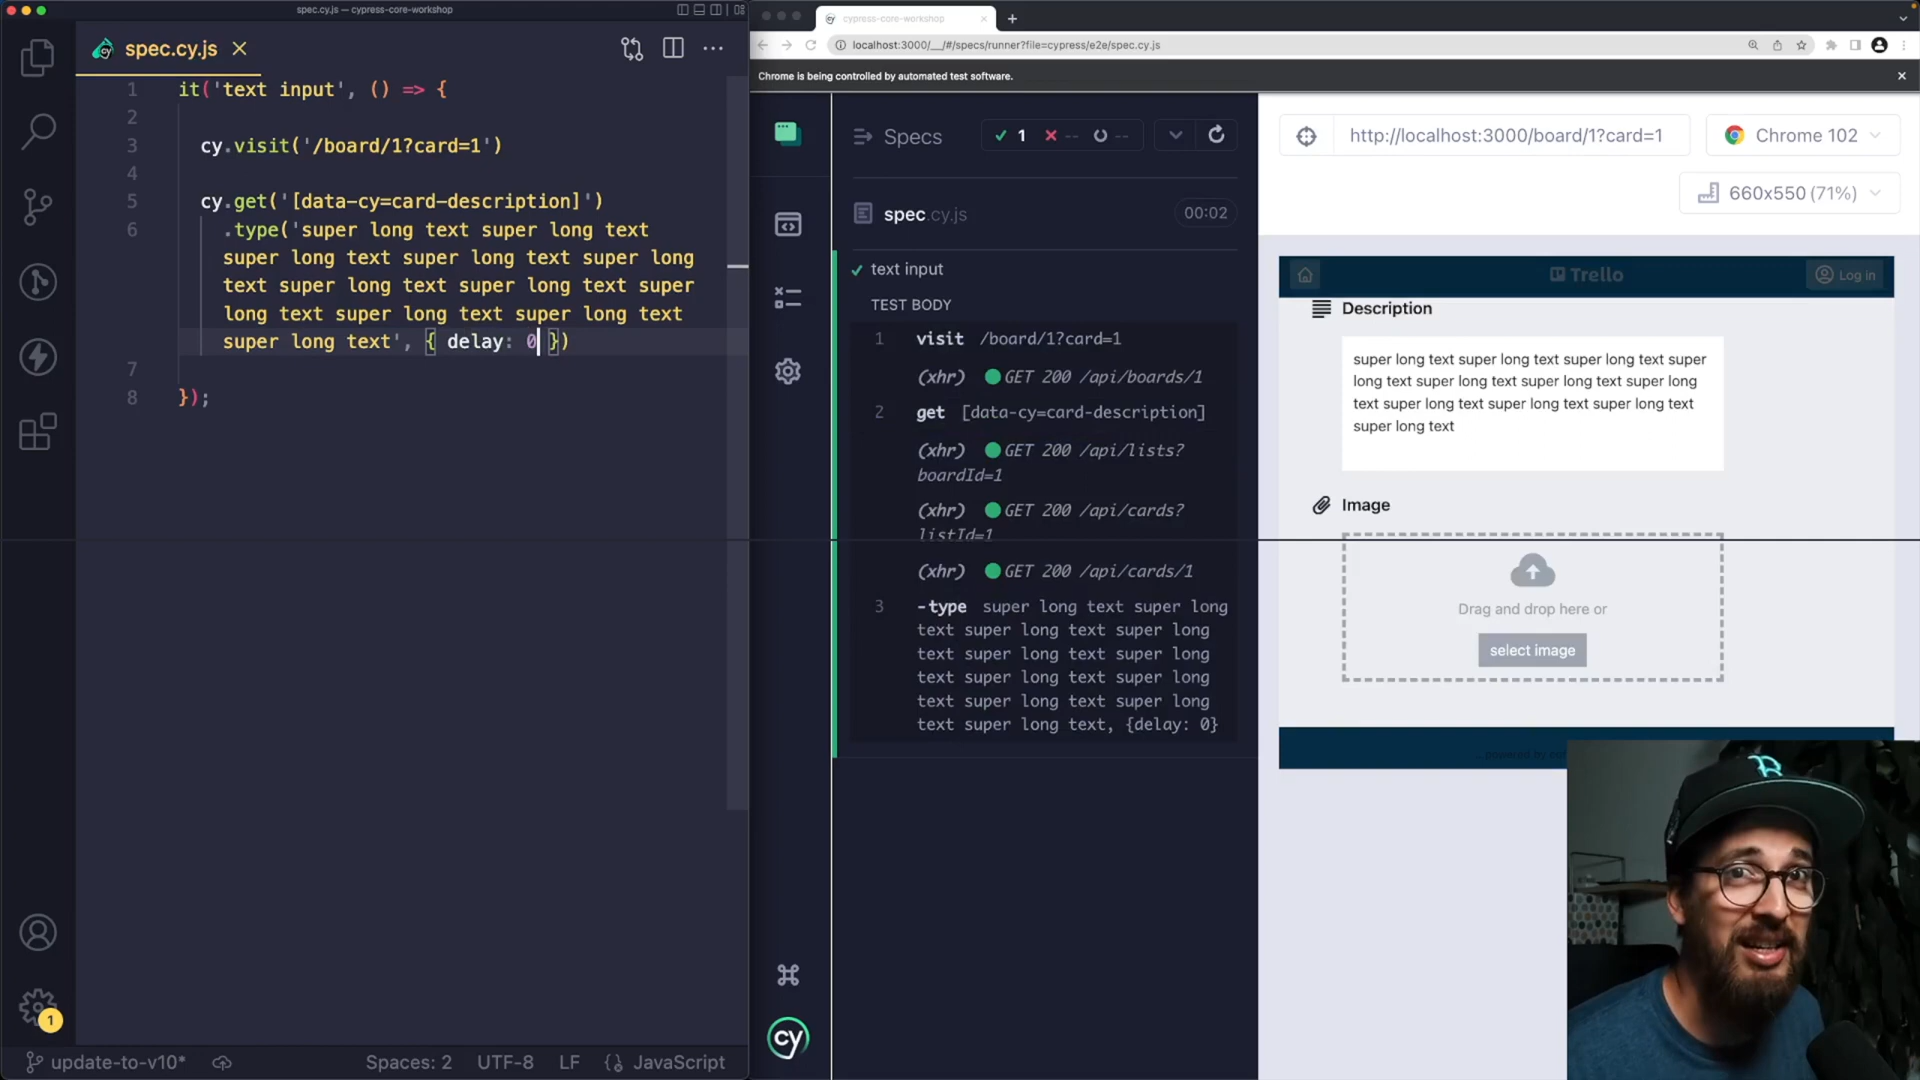 spec.cy.js — cypress-core-workshop
spec.cy.js
1 it('text input', () => {
2
3 cy.visit('/board/1?card=1')
4
5 cy.get('[data-cy=card-description]')
6 .type('super long text super long text
super long text super long text super long
text super long text super long text super
long text super long text super long text
super long text', { delay: 0 })
7
8 });
1
update-to-v10*
Spaces: 2
UTF-8
LF
JavaScript
cypress-core-workshop
localhost:3000/__/#/specs/runner?file=cypress/e2e/spec.cy.js
Chrome is being controlled by automated test software.
Specs
1 -- --
spec.cy.js
00:02
text input
TEST BODY
1 visit /board/1?card=1
(xhr) GET 200 /api/boards/1
2 get [data-cy=card-description]
(xhr) GET 200 /api/lists?
boardId=1
(xhr) GET 200 /api/cards?
listId=1
(xhr) GET 200 /api/cards/1
3 -type super long text super long
text super long text super long
text super long text super long
text super long text super long
text super long text super long
text super long text, {delay: 0}
cy
http://localhost:3000/board/1?card=1
Chrome 102
660x550 (71%)
Trello
Log in
Description
super long text super long text super long text super
long text super long text super long text super long
text super long text super long text super long text
super long text
Image
Drag and drop here or
select image
powered by